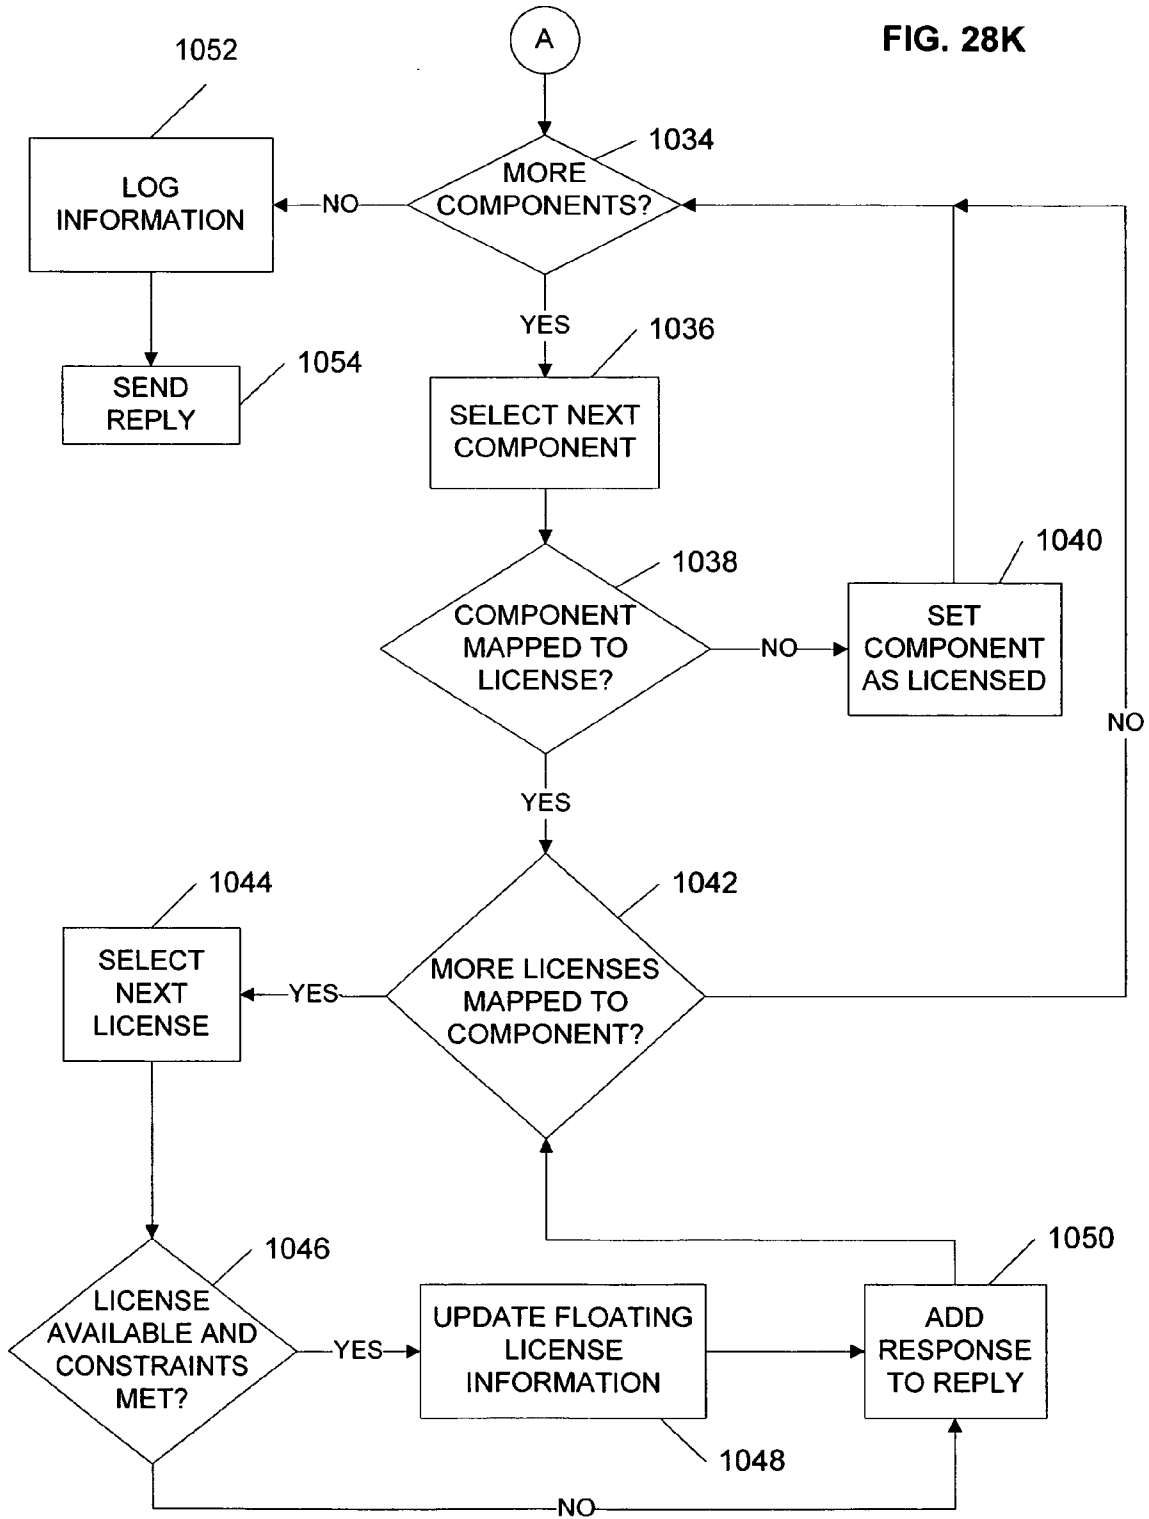 FIG. 28K
A
1052
1034
MORE
COMPONENTS?
NO
LOG
INFORMATION
YES
1036
1054
SEND
REPLY
SELECT NEXT
COMPONENT
1038
1040
COMPONENT
MAPPED TO
LICENSE?
NO
SET
COMPONENT
AS LICENSED
NO
YES
1044
1042
SELECT
NEXT
LICENSE
YES
MORE LICENSES
MAPPED TO
COMPONENT?
1046
1050
LICENSE
AVAILABLE AND
CONSTRAINTS
MET?
YES
UPDATE FLOATING
LICENSE
INFORMATION
ADD
RESPONSE
TO REPLY
1048
NO